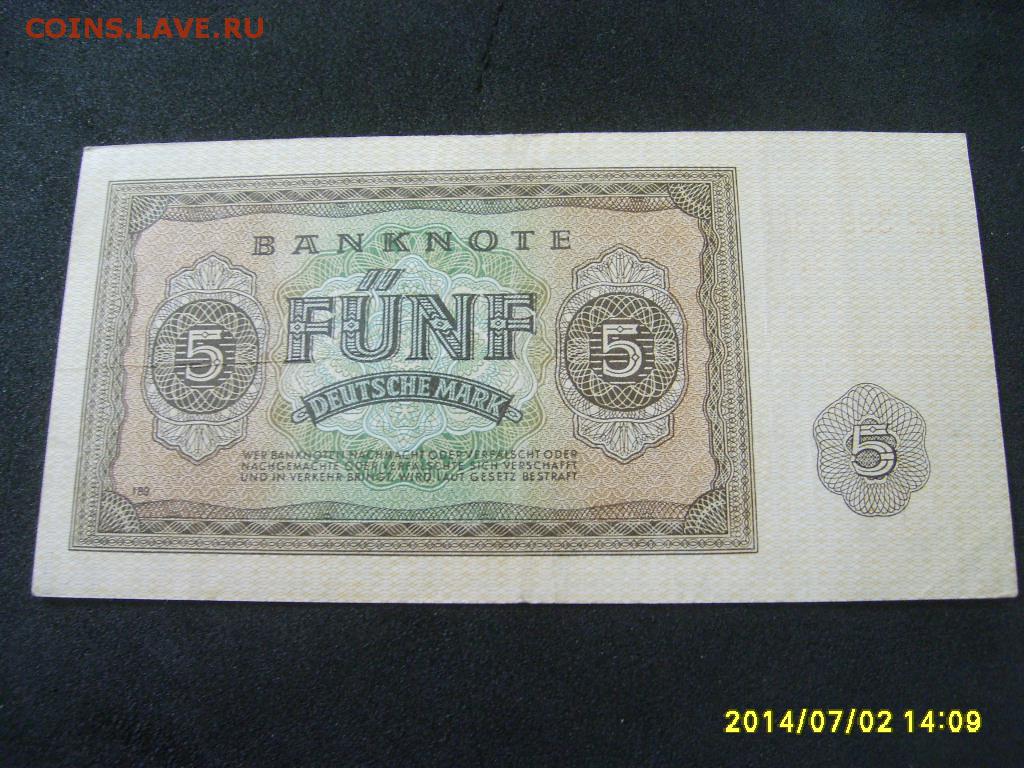 COINS.LAVE.RU
BANKNOTE
FÜNF
5
5
DEUTSCHE MARK
5
WER BANKNOTEN NACHMACHT ODER VERFÄLSCHT ODER
NACHGEMACHTE ODER VERFÄLSCHTE SICH VERSCHAFFT
UND IN VERKEHR BRINGT, WIRD LAUT GESETZ BESTRAFT
2014/07/02 14:09